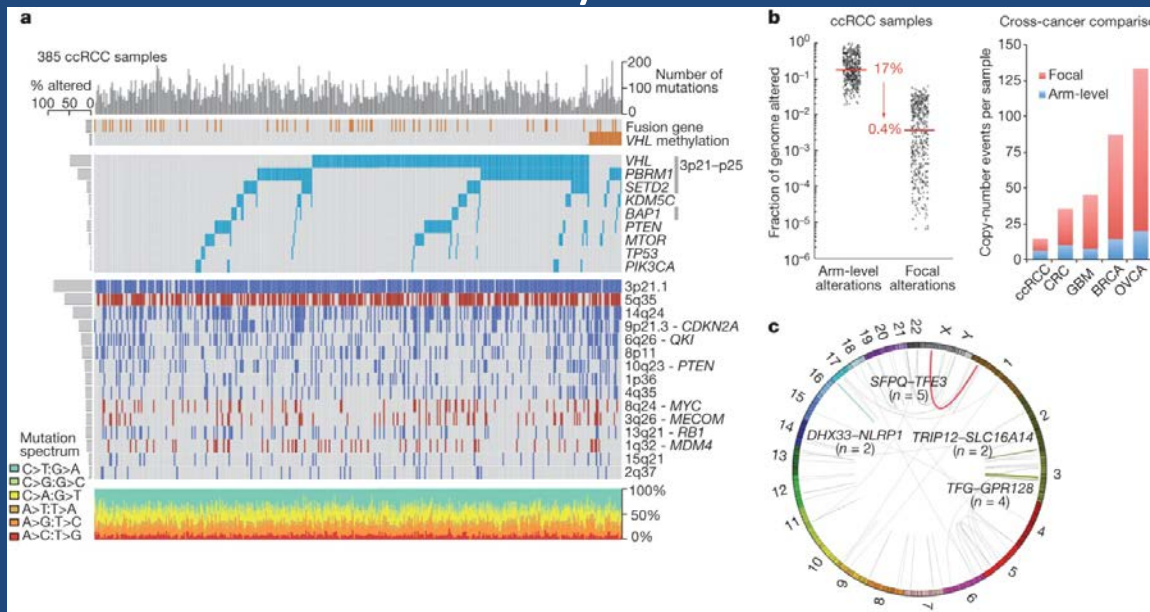 a
385 ccRCC samples
% altered
100 50 0
200
100
0
Number of
mutations
Fusion gene
VHL methylation
VHL
PBRM1
SETD2
KDM5C
BAP1
PTEN
MTOR
TP53
PIK3CA
3p21–p25
3p21.1
5q35
14q24
9p21.3 - CDKN2A
6q26 - QKI
8p11
10q23 - PTEN
1p36
4q35
8q24 - MYC
3q26 - MECOM
13q21 - RB1
1q32 - MDM4
15q21
2q37
Mutation
spectrum
C>T:G>A
C>G:G>C
C>A:G>T
A>T:T>A
A>G:T>C
A>C:T>G
100%
50%
0%
b
ccRCC samples
Fraction of genome altered
10⁰
10⁻¹
10⁻²
10⁻³
10⁻⁴
10⁻⁵
10⁻⁶
17%
0.4%
Arm-level
alterations
Focal
alterations
Cross-cancer comparis
Copy-number events per sample
150
125
100
75
50
25
0
Focal
Arm-level
ccRCC
CRC
GBM
BRCA
OVCA
c
SFPQ–TFE3
(n = 5)
DHX33–NLRP1
(n = 2)
TRIP12–SLC16A14
(n = 2)
TFG–GPR128
(n = 4)
X
Y
1
2
3
4
5
6
7
8
9
10
11
12
13
14
15
16
17
18
19
20
21
22